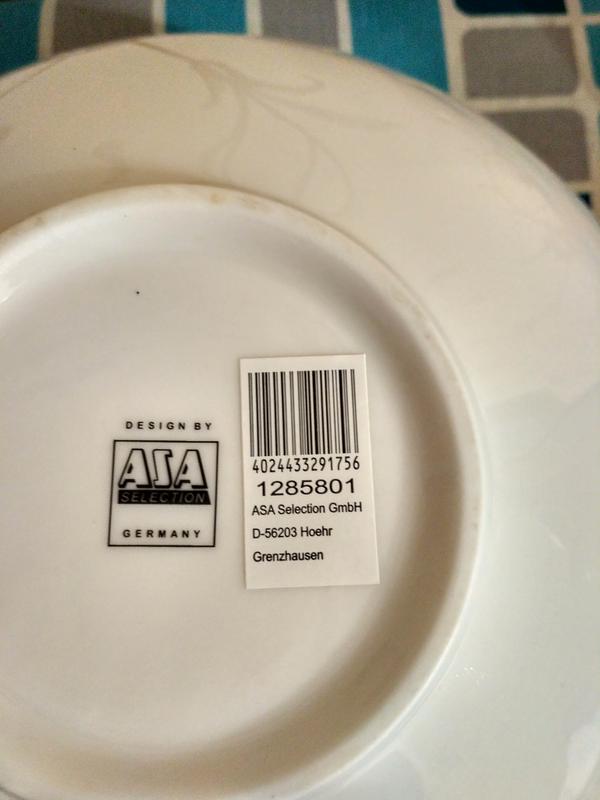 DESIGN BY
ASA
SELECTION
GERMANY
4024433291756
1285801
ASA Selection GmbH
D-56203 Hoehr
Grenzhausen